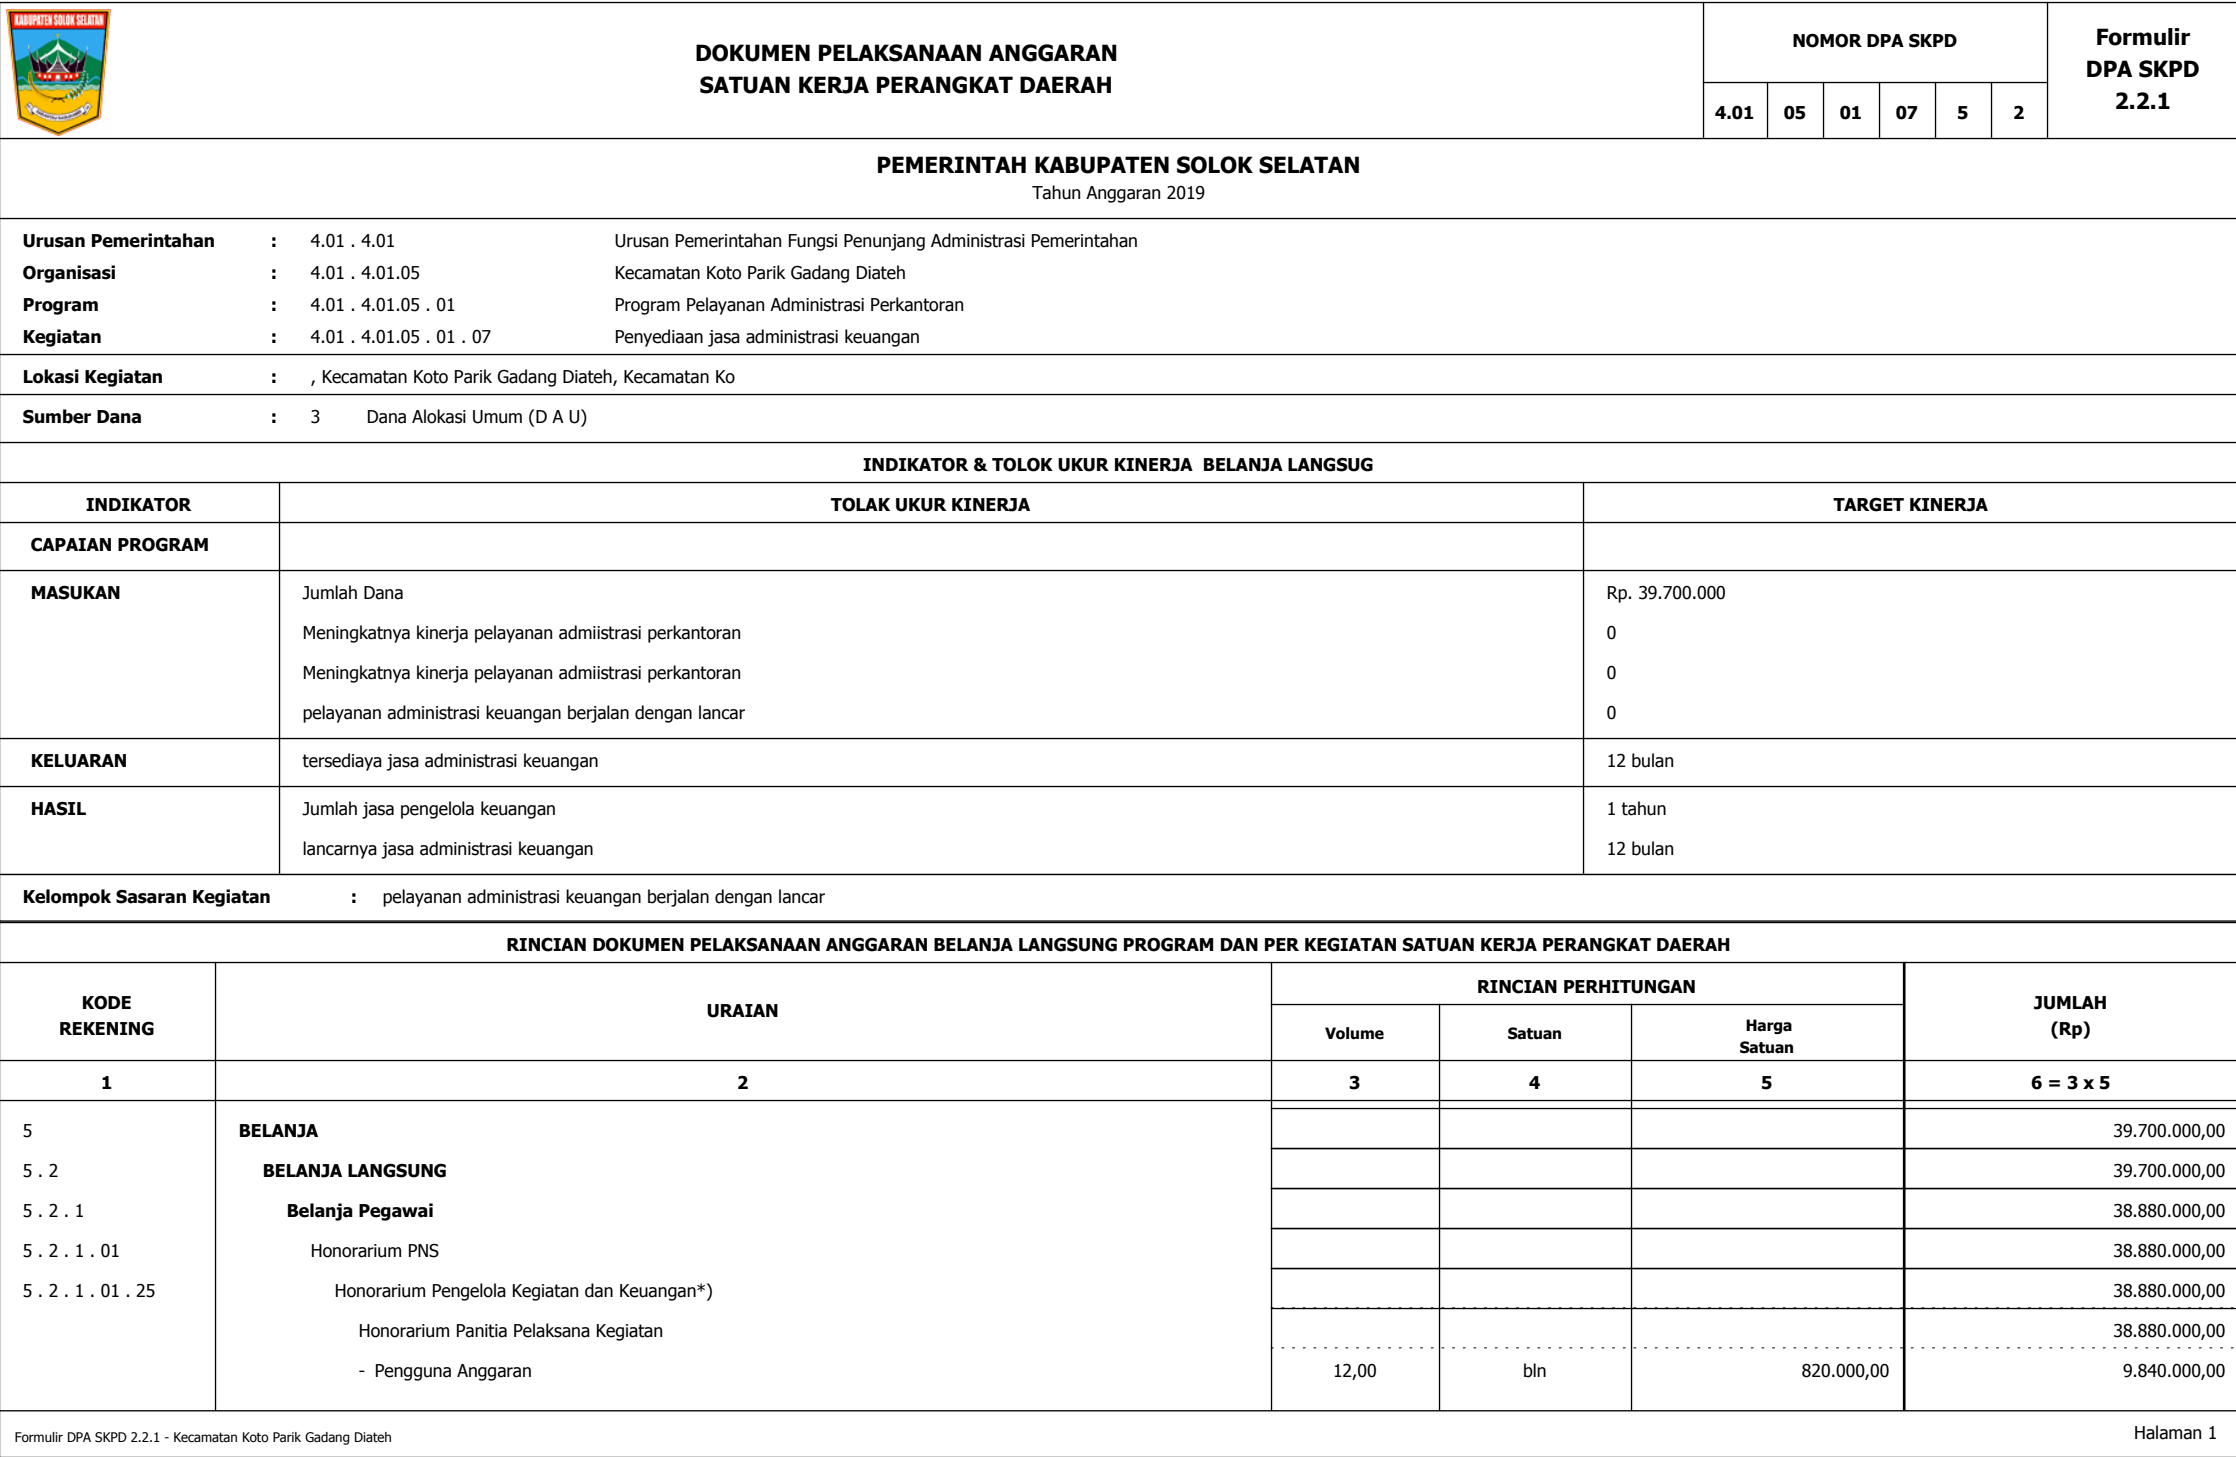 KABUPATEN SOLOK SELATAN
DOKUMEN PELAKSANAAN ANGGARAN
SATUAN KERJA PERANGKAT DAERAH
NOMOR DPA SKPD
4.01 05 01 07 5 2
Formulir
DPA SKPD
2.2.1
PEMERINTAH KABUPATEN SOLOK SELATAN
Tahun Anggaran 2019
Urusan Pemerintahan : 4.01 . 4.01 Urusan Pemerintahan Fungsi Penunjang Administrasi Pemerintahan
Organisasi : 4.01 . 4.01.05 Kecamatan Koto Parik Gadang Diateh
Program : 4.01 . 4.01.05 . 01 Program Pelayanan Administrasi Perkantoran
Kegiatan : 4.01 . 4.01.05 . 01 . 07 Penyediaan jasa administrasi keuangan
Lokasi Kegiatan : , Kecamatan Koto Parik Gadang Diateh, Kecamatan Ko
Sumber Dana : 3 Dana Alokasi Umum (D A U)
INDIKATOR & TOLOK UKUR KINERJA BELANJA LANGSUG
INDIKATOR TOLAK UKUR KINERJA TARGET KINERJA
CAPAIAN PROGRAM
MASUKAN Jumlah Dana Rp. 39.700.000
Meningkatnya kinerja pelayanan admiistrasi perkantoran 0
Meningkatnya kinerja pelayanan admiistrasi perkantoran 0
pelayanan administrasi keuangan berjalan dengan lancar 0
KELUARAN tersediaya jasa administrasi keuangan 12 bulan
HASIL Jumlah jasa pengelola keuangan 1 tahun
lancarnya jasa administrasi keuangan 12 bulan
Kelompok Sasaran Kegiatan : pelayanan administrasi keuangan berjalan dengan lancar
RINCIAN DOKUMEN PELAKSANAAN ANGGARAN BELANJA LANGSUNG PROGRAM DAN PER KEGIATAN SATUAN KERJA PERANGKAT DAERAH
KODE
REKENING
URAIAN
RINCIAN PERHITUNGAN
Volume Satuan Harga
Satuan
JUMLAH
(Rp)
1 2 3 4 5 6 = 3 x 5
5 BELANJA 39.700.000,00
5 . 2 BELANJA LANGSUNG 39.700.000,00
5 . 2 . 1 Belanja Pegawai 38.880.000,00
5 . 2 . 1 . 01 Honorarium PNS 38.880.000,00
5 . 2 . 1 . 01 . 25 Honorarium Pengelola Kegiatan dan Keuangan*) 38.880.000,00
Honorarium Panitia Pelaksana Kegiatan 38.880.000,00
- Pengguna Anggaran 12,00 bln 820.000,00 9.840.000,00
Formulir DPA SKPD 2.2.1 - Kecamatan Koto Parik Gadang Diateh
Halaman 1